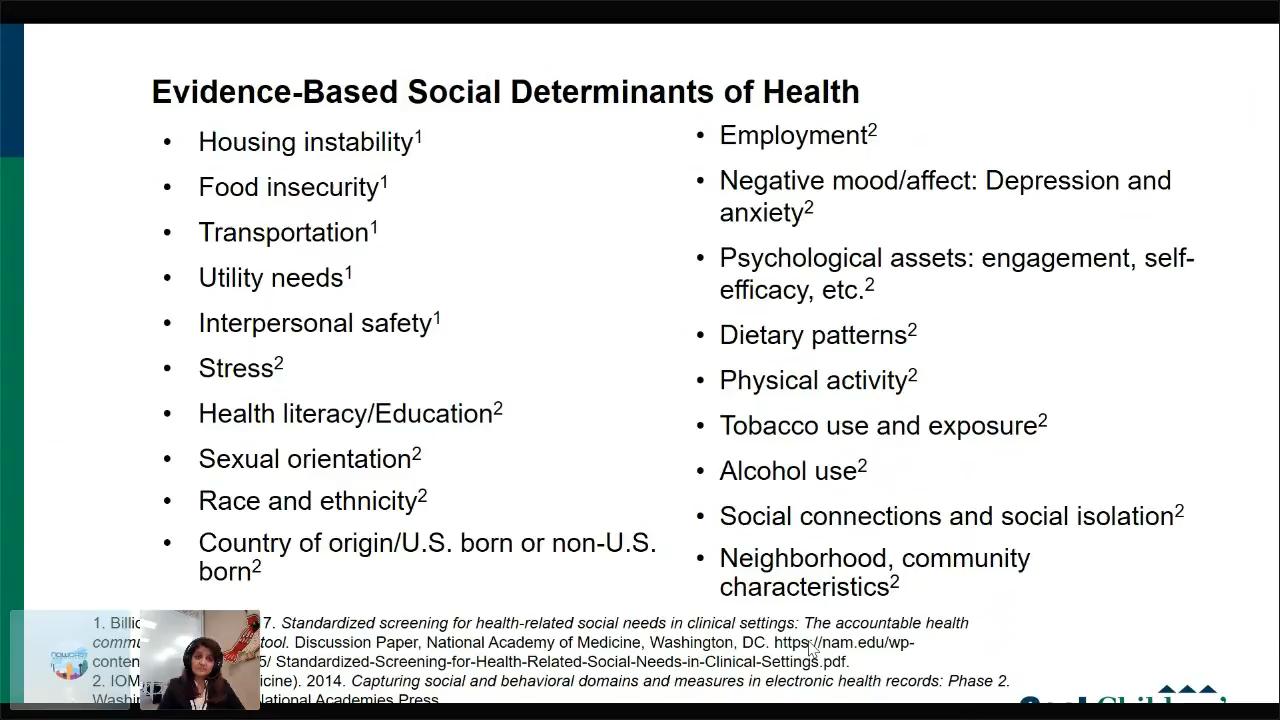 Evidence-Based Social Determinants of Health
• Housing instability1
• Food insecurity1
• Transportation1
• Utility needs1
• Interpersonal safety1
• Stress2
• Health literacy/Education2
• Sexual orientation2
• Race and ethnicity2
• Country of origin/U.S. born or non-U.S.
born2
• Employment2
• Negative mood/affect: Depression and
anxiety2
• Psychological assets: engagement, self-
efficacy, etc.2
• Dietary patterns2
• Physical activity2
• Tobacco use and exposure2
• Alcohol use2
• Social connections and social isolation2
• Neighborhood, community
characteristics2
1. 7. Standardized screening for health-related social needs in clinical settings: The accountable health
tool. Discussion Paper, National Academy of Medicine, Washington, DC. https://nam.edu/wp-
5/ Standardized-Screening-for-Health-Related-Social-Needs-in-Clinical-Settings.pdf.
2. IOM icine). 2014. Capturing social and behavioral domains and measures in electronic health records: Phase 2.
ational Academies Press